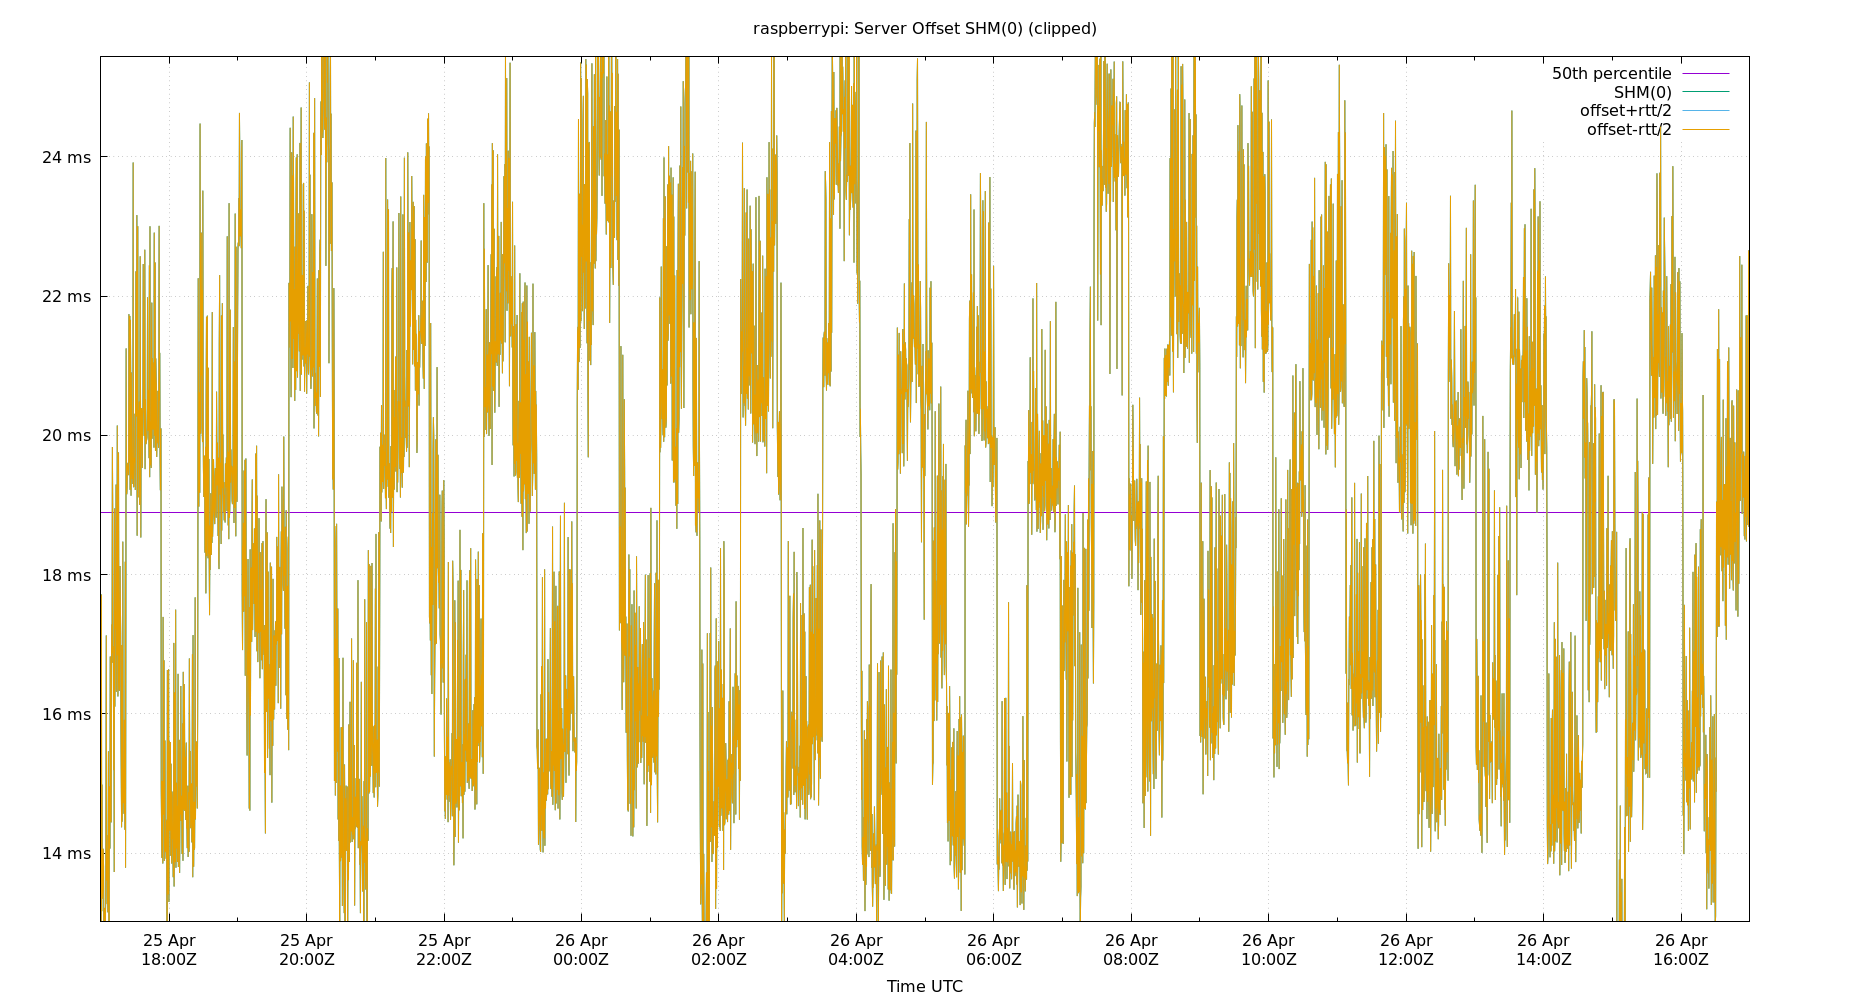 raspberrypi: Server Offset SHM(0) (clipped)
50th percentile
SHM(0)
offset+rtt/2
offset-rtt/2
24 ms
22 ms
20 ms
18 ms
16 ms
14 ms
25 Apr 25 Apr 25 Apr 26 Apr 26 Apr 26 Apr 26 Apr 26 Apr 26 Apr 26 Apr 26 Apr 26 Apr
18:00Z 20:00Z 22:00Z 00:00Z 02:00Z 04:00Z 06:00Z 08:00Z 10:00Z 12:00Z 14:00Z 16:00Z
Time UTC